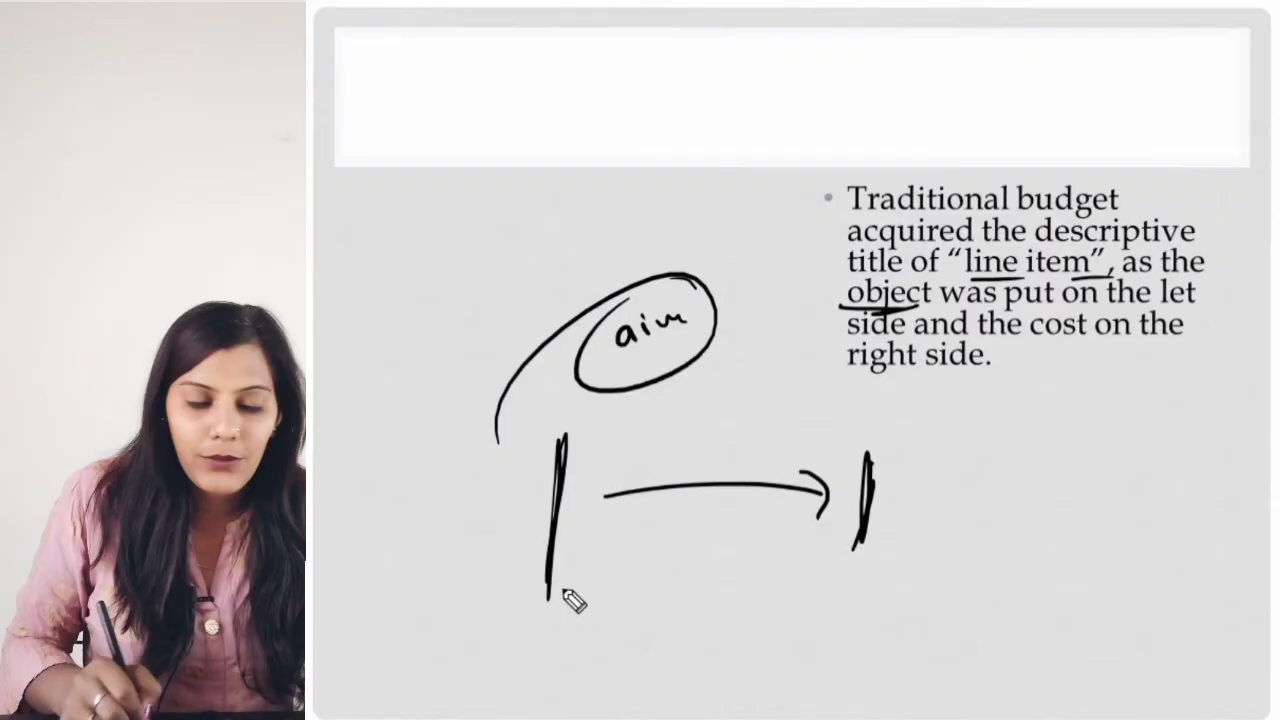 • Traditional budget
acquired the descriptive
title of “line item”, as the
object was put on the let
side and the cost on the
right side.
aim